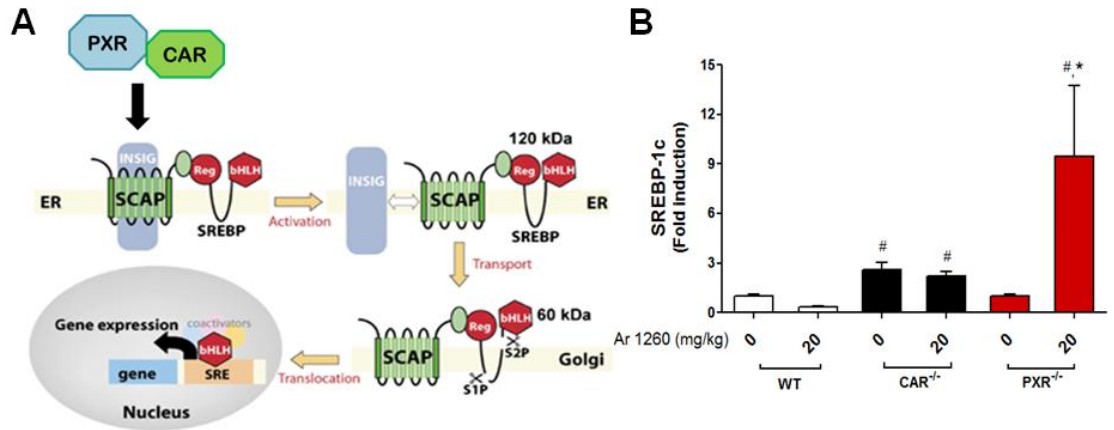 A
PXR
CAR
INSIG
SCAP
Reg
bHLH
SREBP
ER
Activation
INSIG
SCAP
120 kDa
Reg
bHLH
SREBP
ER
Transport
SCAP
Reg
bHLH
60 kDa
S2P
S1P
Golgi
Translocation
Gene expression
coactivators
bHLH
gene
SRE
Nucleus
B
SREBP-1c
(Fold induction)
15
12
9
6
3
0
#
#
#,*
Ar 1260 (mg/kg)
0
20
0
20
0
20
WT
CAR-/-
PXR-/-